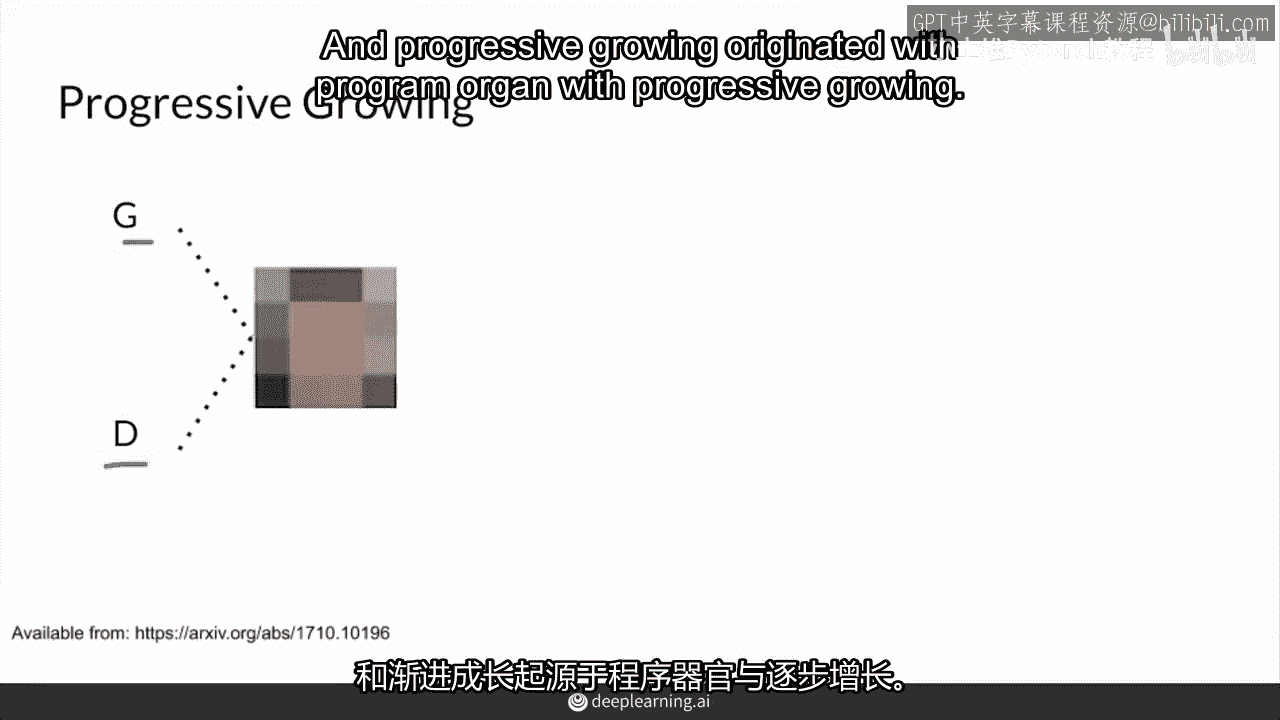 GPT中英字幕课程资源@bilibili.com
And progressive growing originated with
program organ with progressive growing.
Progressive Growing
G
D
Available from: https://arxiv.org/abs/1710.10196
和渐进成长起源于程序器官与逐步增长。
deeplearning.ai